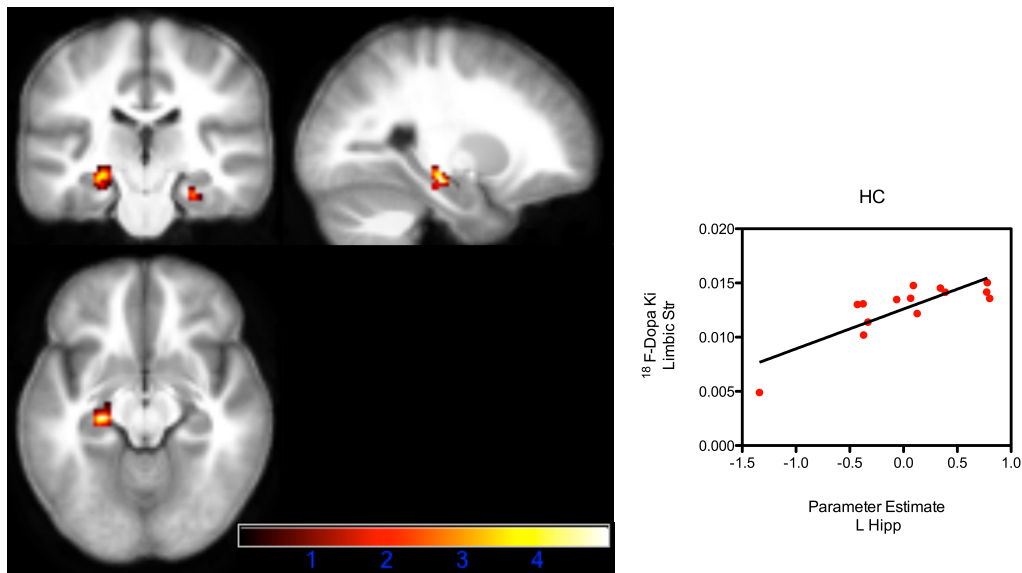 1 2 3 4
HC
0.020
0.015
0.010
0.005
0.000
-1.5 -1.0 -0.5 0.0 0.5 1.0
18 F-Dopa Ki
Limbic Str
Parameter Estimate
L Hipp